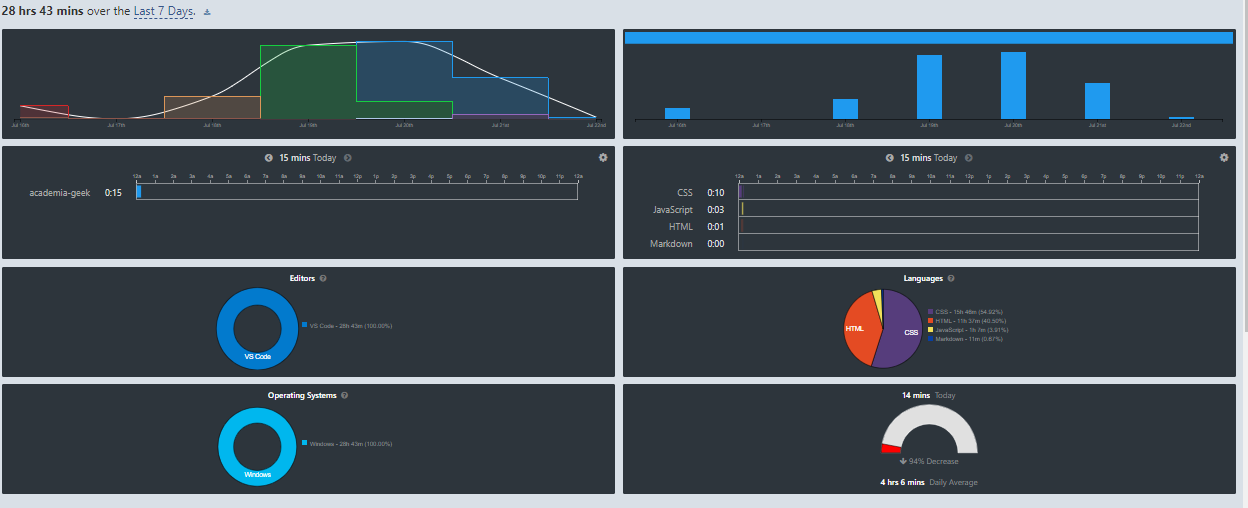 28 hrs 43 mins over the Last 7 Days.
Jul 16th Jul 17th Jul 18th Jul 19th Jul 20th Jul 21st Jul 22nd
Jul 16th Jul 17th Jul 18th Jul 19th Jul 20th Jul 21st Jul 22nd
15 mins Today
12a 1a 2a 3a 4a 5a 6a 7a 8a 9a 10a 11a 12p 1p 2p 3p 4p 5p 6p 7p 8p 9p 10p 11p 12a
academia-geek 0:15
15 mins Today
12a 1a 2a 3a 4a 5a 6a 7a 8a 9a 10a 11a 12p 1p 2p 3p 4p 5p 6p 7p 8p 9p 10p 11p 12a
CSS 0:10
JavaScript 0:03
HTML 0:01
Markdown 0:00
Editors
VS Code - 28h 43m (100.00%)
VS Code
Languages
HTML
CSS
CSS - 15h 46m (54.92%)
HTML - 11h 37m (40.50%)
JavaScript - 1h 7m (3.91%)
Markdown - 11m (0.67%)
Operating Systems
Windows - 28h 43m (100.00%)
Windows
14 mins Today
94% Decrease
4 hrs 6 mins Daily Average